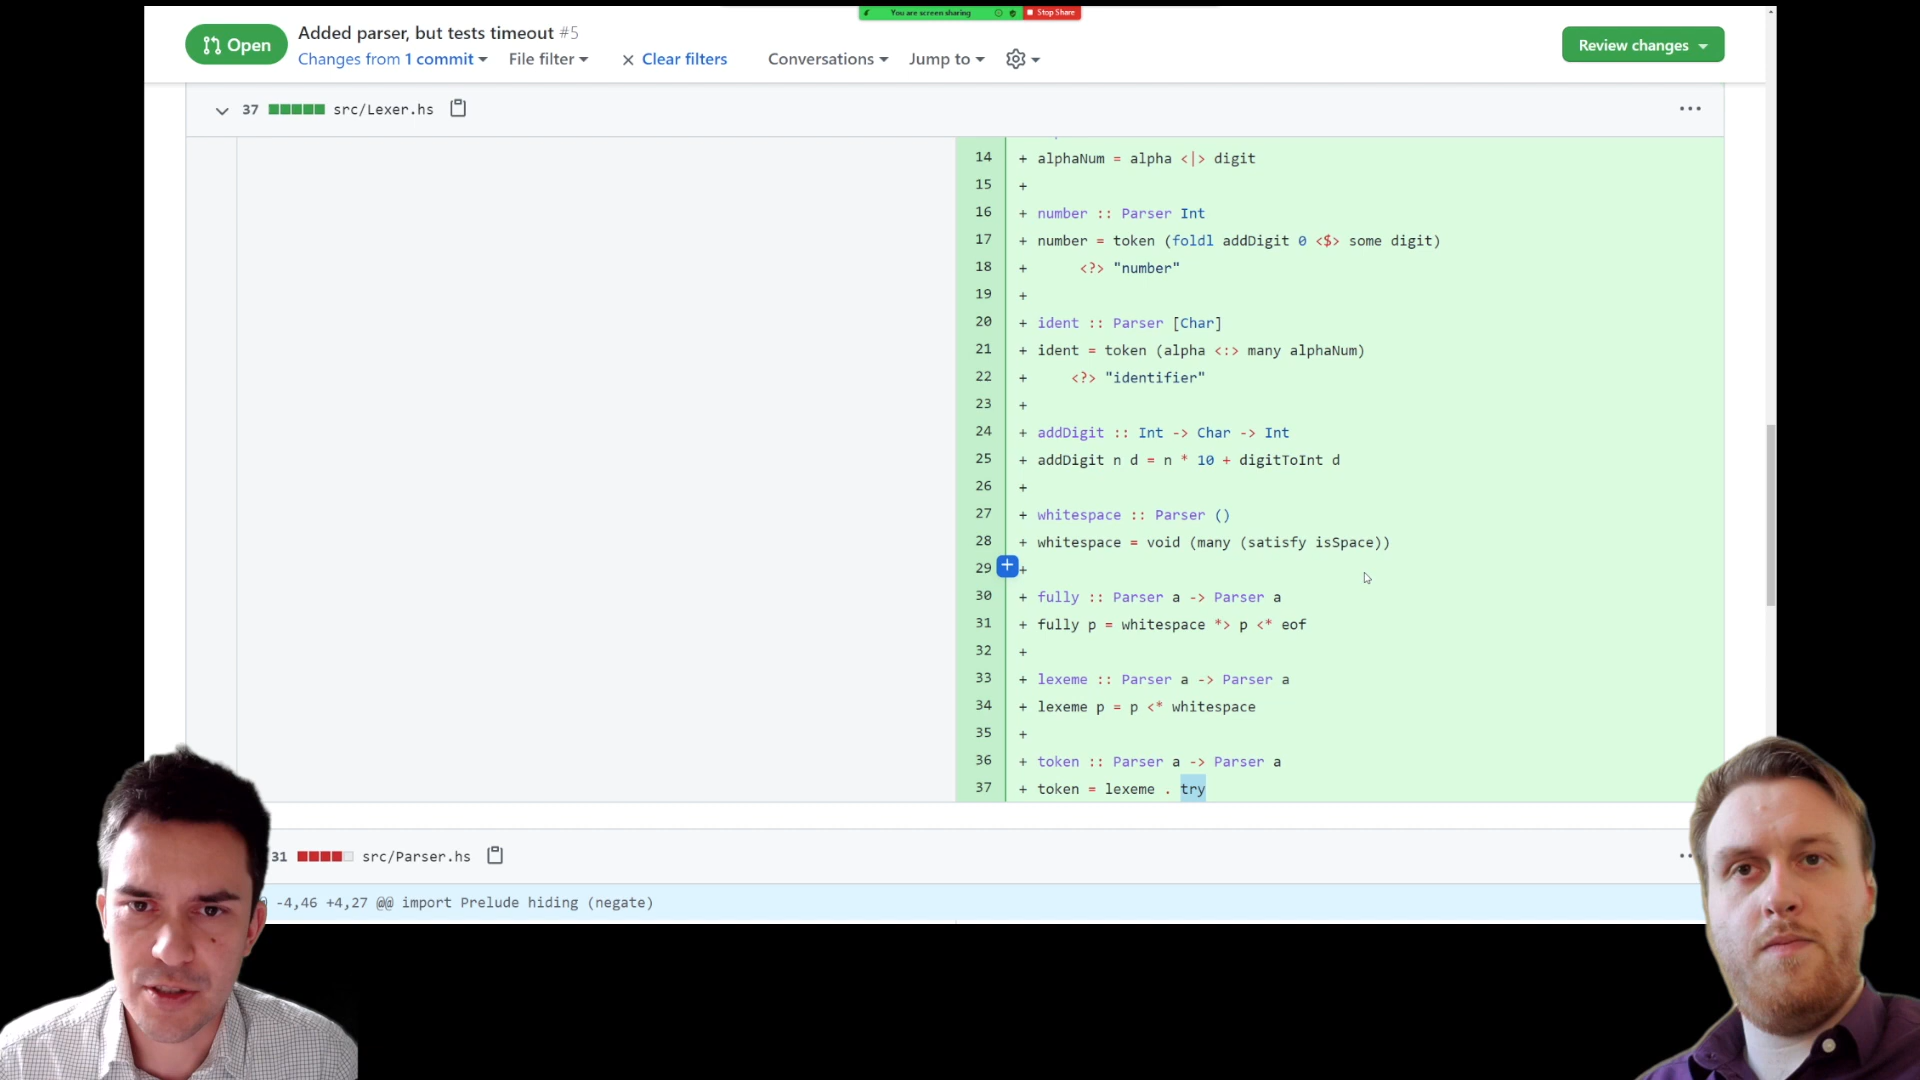 You are screen sharing Stop Share
Open
Added parser, but tests timeout #5
Changes from 1 commit File filter Clear filters Conversations Jump to
Review changes
37 src/Lexer.hs
14 + alphaNum = alpha <|> digit
15 +
16 + number :: Parser Int
17 + number = token (foldl addDigit 0 <$> some digit)
18 + <?> "number"
19 +
20 + ident :: Parser [Char]
21 + ident = token (alpha <:> many alphaNum)
22 + <?> "identifier"
23 +
24 + addDigit :: Int -> Char -> Int
25 + addDigit n d = n * 10 + digitToInt d
26 +
27 + whitespace :: Parser ()
28 + whitespace = void (many (satisfy isSpace))
29 +
30 + fully :: Parser a -> Parser a
31 + fully p = whitespace *> p <* eof
32 +
33 + lexeme :: Parser a -> Parser a
34 + lexeme p = p <* whitespace
35 +
36 + token :: Parser a -> Parser a
37 + token = lexeme . try
31 src/Parser.hs
-4,46 +4,27 @@ import Prelude hiding (negate)